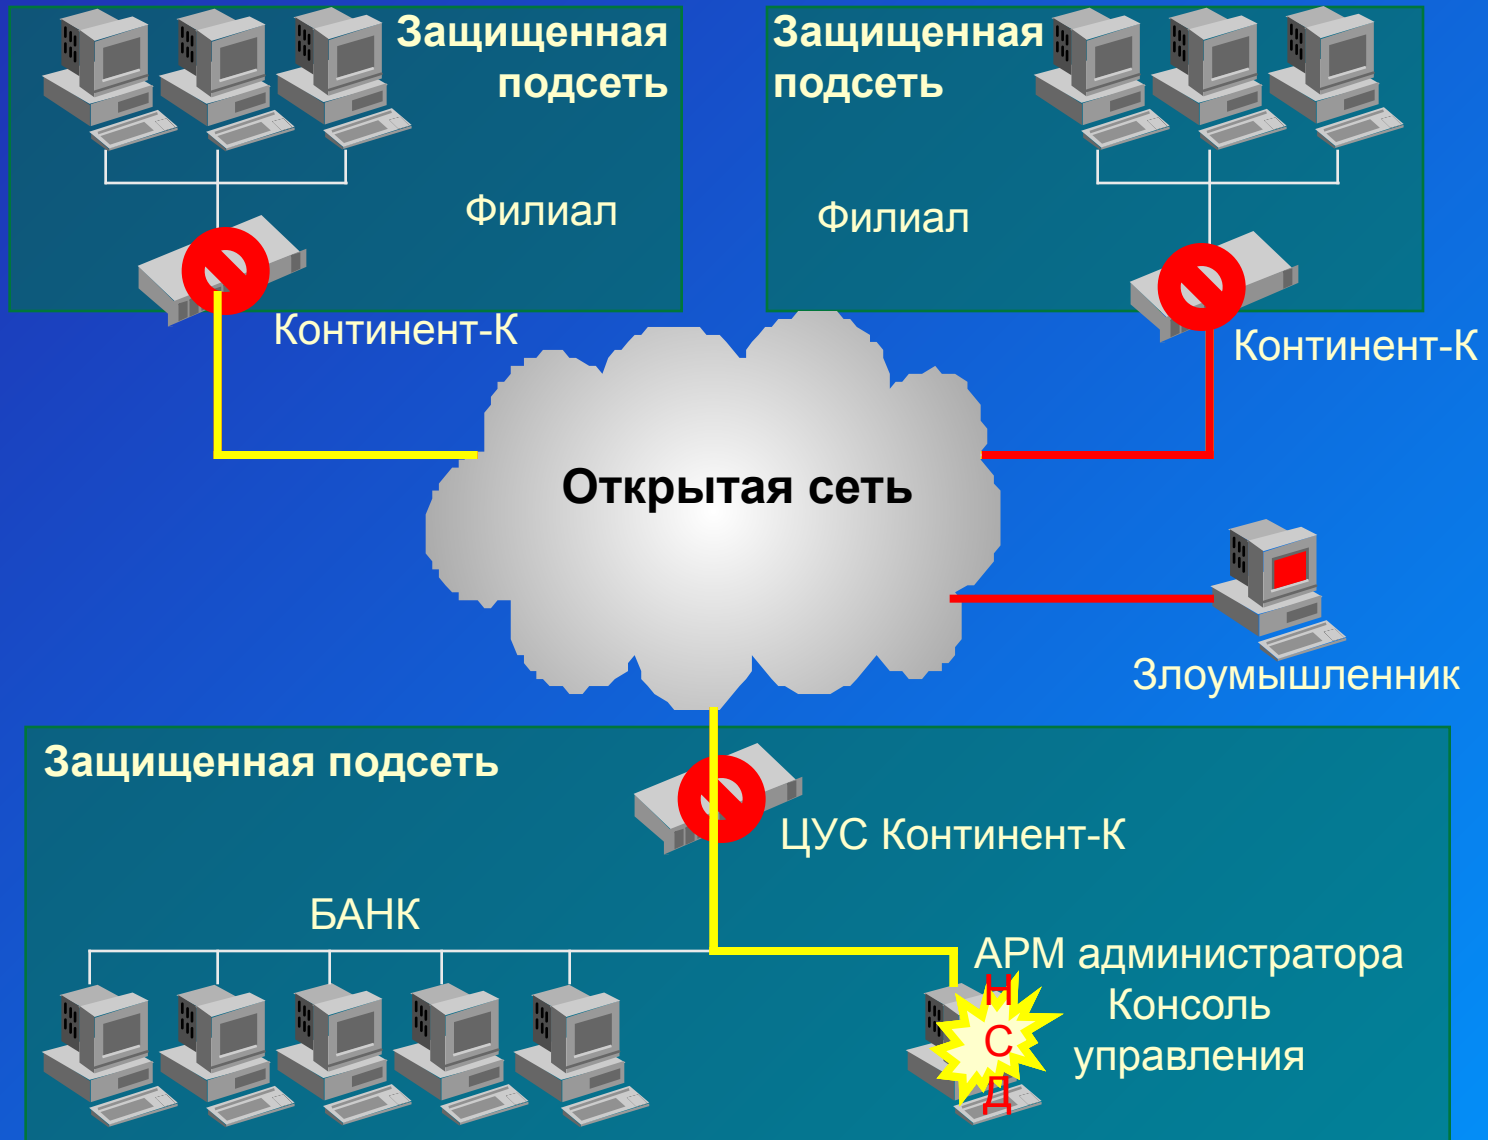 Защищенная
подсеть
Филиал
Континент-К
Защищенная
подсеть
Филиал
Континент-К
Открытая сеть
Злоумышленник
Защищенная подсеть
ЦУС Континент-К
БАНК
АРМ администратора
Консоль
управления
Н
С
Д